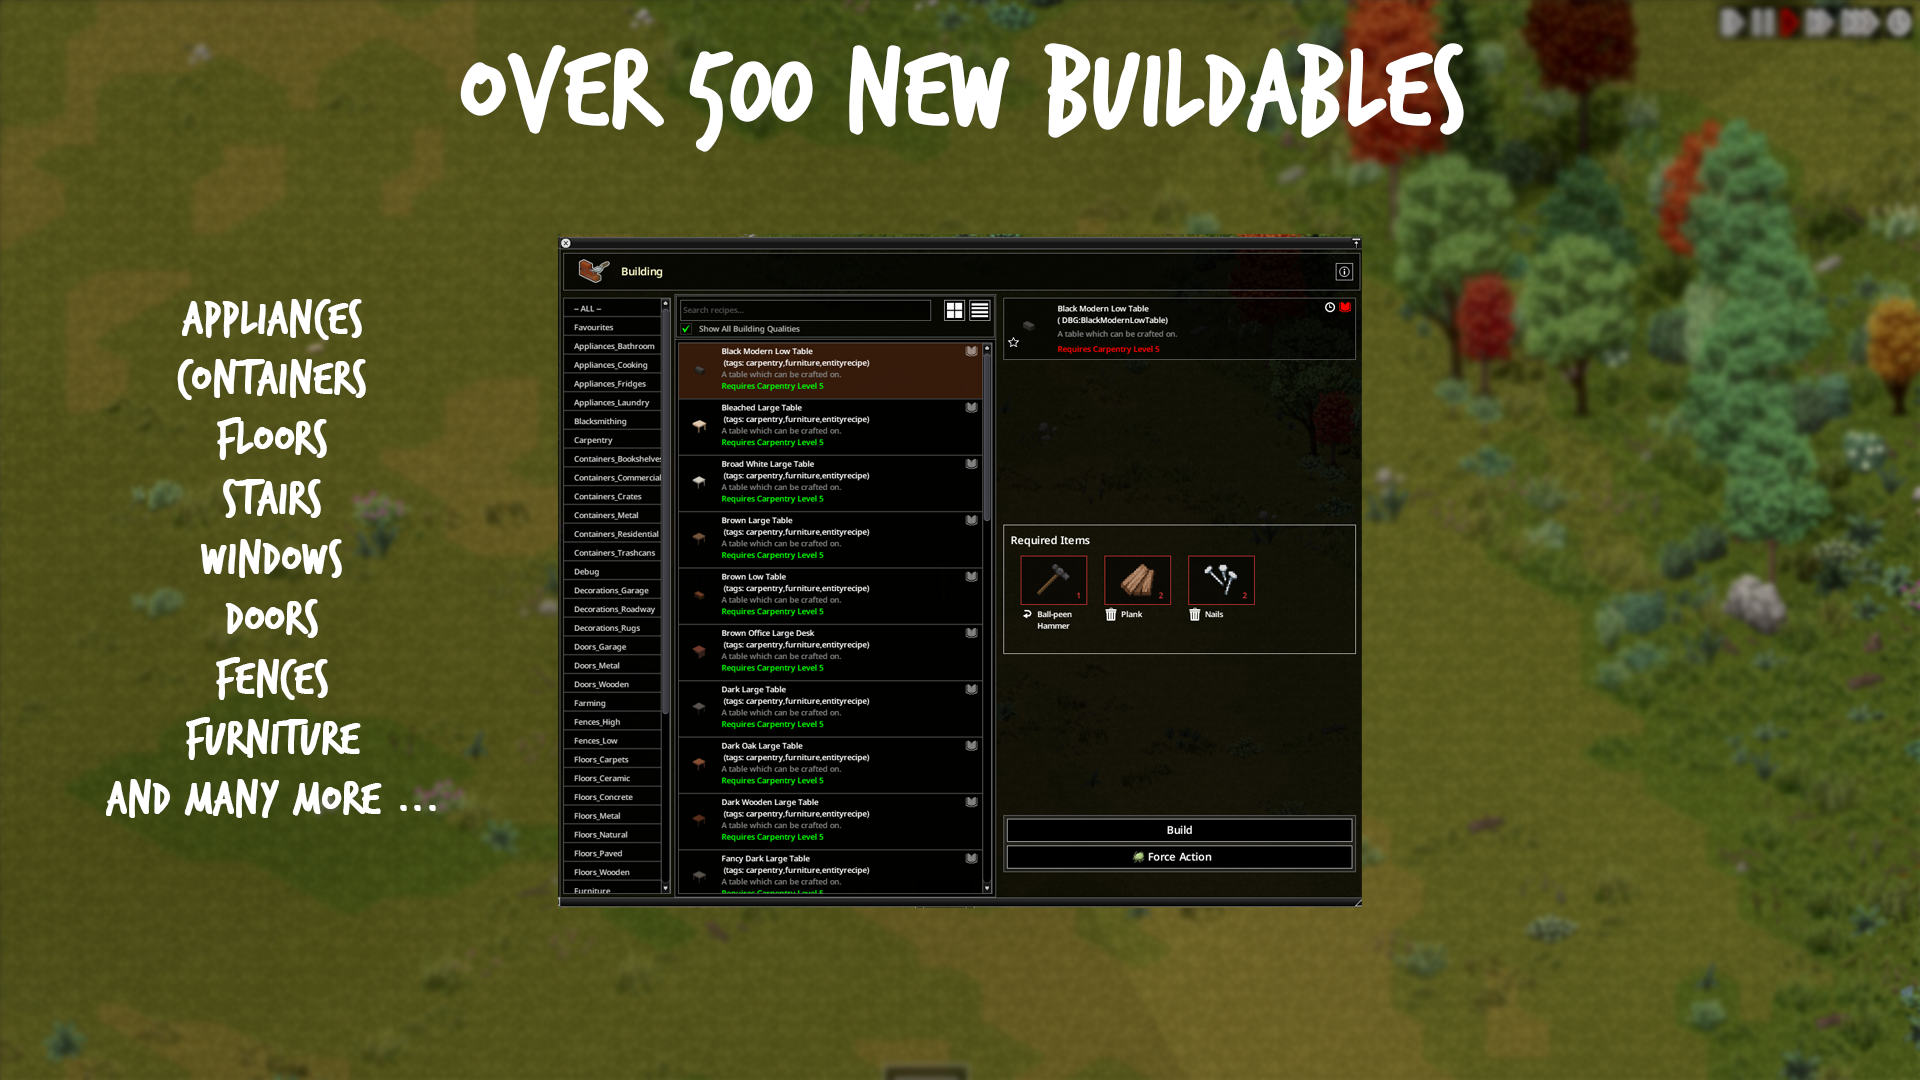 OVER 500 NEW BUILDABLES
APPLIANCES
CONTAINERS
FLOORS
STAIRS
WINDOWS
DOORS
FENCES
FURNITURE
AND MANY MORE ...
Building
-- ALL --
Favourites
Appliances_Bathroom
Appliances_Cooking
Appliances_Fridges
Appliances_Laundry
Blacksmithing
Carpentry
Containers_Bookshelves
Containers_Commercial
Containers_Crates
Containers_Metal
Containers_Residential
Containers_Trashcans
Debug
Decorations_Garage
Decorations_Roadway
Decorations_Rugs
Doors_Garage
Doors_Metal
Doors_Wooden
Farming
Fences_High
Fences_Low
Floors_Carpets
Floors_Ceramic
Floors_Concrete
Floors_Metal
Floors_Natural
Floors_Paved
Floors_Wooden
Furniture
Search recipes...
Show All Building Qualities
Black Modern Low Table
(tags: carpentry,furniture,entityrecipe)
A table which can be crafted on.
Requires Carpentry Level 5
Bleached Large Table
(tags: carpentry,furniture,entityrecipe)
A table which can be crafted on.
Requires Carpentry Level 5
Broad White Large Table
(tags: carpentry,furniture,entityrecipe)
A table which can be crafted on.
Requires Carpentry Level 5
Brown Large Table
(tags: carpentry,furniture,entityrecipe)
A table which can be crafted on.
Requires Carpentry Level 5
Brown Low Table
(tags: carpentry,furniture,entityrecipe)
A table which can be crafted on.
Requires Carpentry Level 5
Brown Office Large Desk
(tags: carpentry,furniture,entityrecipe)
A table which can be crafted on.
Requires Carpentry Level 5
Dark Large Table
(tags: carpentry,furniture,entityrecipe)
A table which can be crafted on.
Requires Carpentry Level 5
Dark Oak Large Table
(tags: carpentry,furniture,entityrecipe)
A table which can be crafted on.
Requires Carpentry Level 5
Dark Wooden Large Table
(tags: carpentry,furniture,entityrecipe)
A table which can be crafted on.
Requires Carpentry Level 5
Fancy Dark Large Table
(tags: carpentry,furniture,entityrecipe)
A table which can be crafted on.
Requires Carpentry Level 5
Black Modern Low Table
( DBG:BlackModernLowTable)
A table which can be crafted on.
Requires Carpentry Level 5
Required Items
1
2
2
Ball-peen
Hammer
Plank
Nails
Build
Force Action